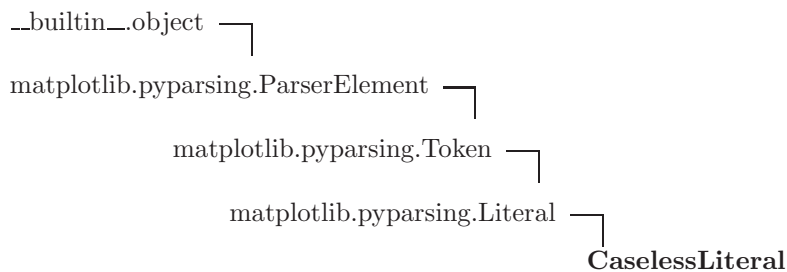 __builtin__.object
matplotlib.pyparsing.ParserElement
matplotlib.pyparsing.Token
matplotlib.pyparsing.Literal
CaselessLiteral